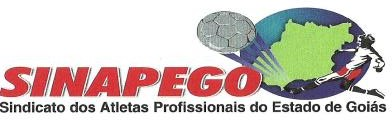 SINAPEGO
Sindicato dos Atletas Profissionais do Estado de Goiás